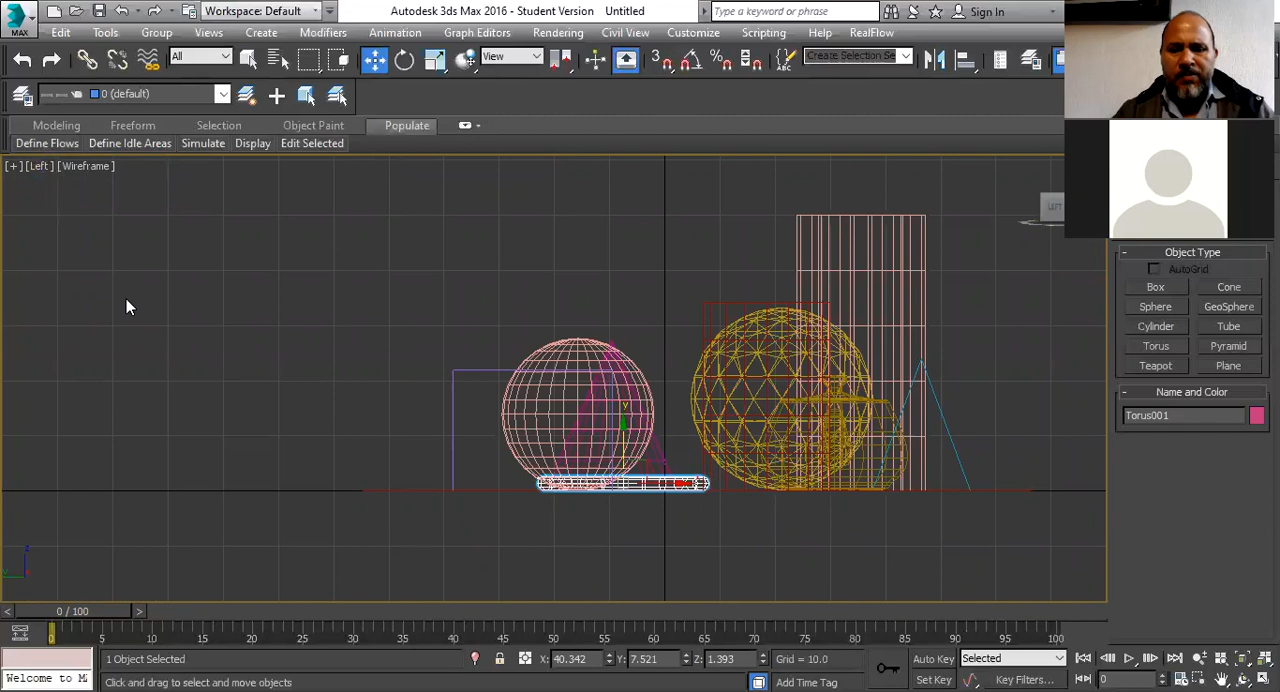 MAX
Workspace: Default
Autodesk 3ds Max 2016 - Student Version
Untitled
Type a keyword or phrase
Sign In
Edit
Tools
Group
Views
Create
Modifiers
Animation
Graph Editors
Rendering
Civil View
Customize
Scripting
Help
RealFlow
All
View
3
Create Selection Se
0 (default)
Modeling
Freeform
Selection
Object Paint
Populate
Define Flows
Define Idle Areas
Simulate
Display
Edit Selected
[+] [Left] [Wireframe ]
y
z
Object Type
AutoGrid
Box
Cone
Sphere
GeoSphere
Cylinder
Tube
Torus
Pyramid
Teapot
Plane
Name and Color
Torus001
0 / 100
0
5
10
15
20
25
30
35
40
45
50
55
60
65
70
75
80
85
90
95
100
1 Object Selected
X: 40.342
Y: 7.521
Z: 1.393
Grid = 10.0
Auto Key
Selected
Welcome to M
Click and drag to select and move objects
Add Time Tag
Set Key
Key Filters...
0